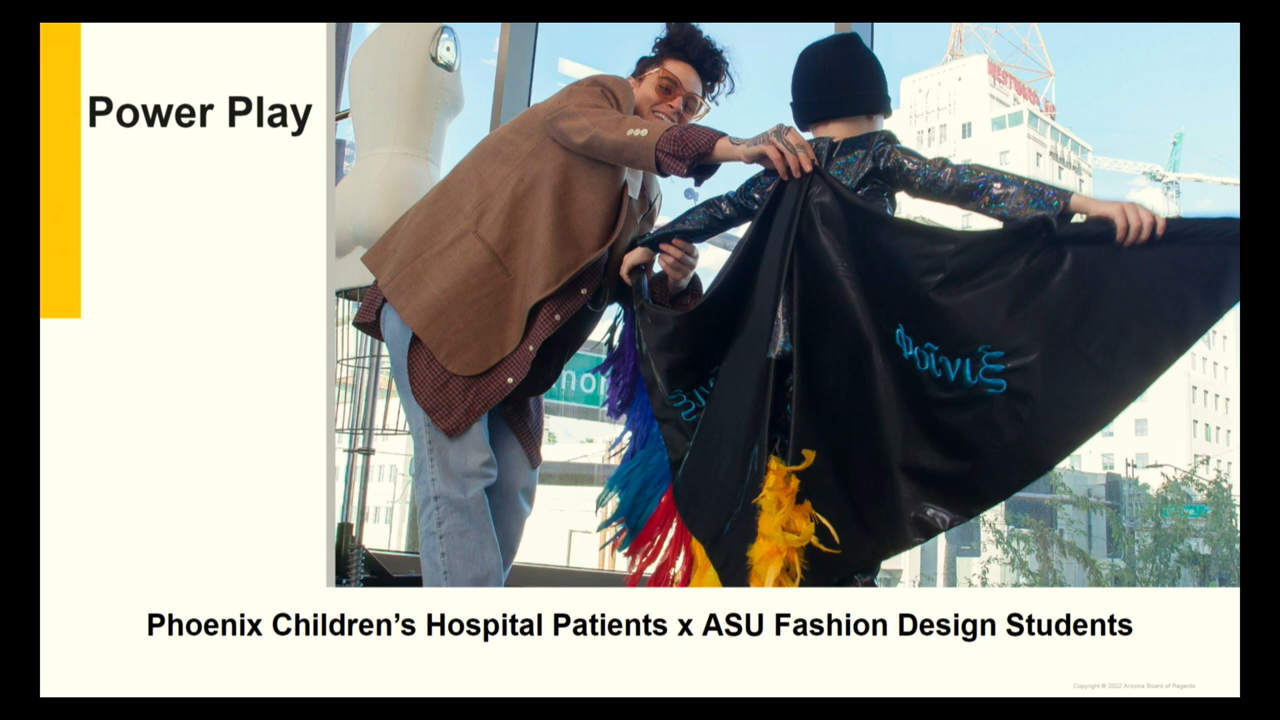 Power Play
Φοῖνιξ
Phoenix Children’s Hospital Patients x ASU Fashion Design Students
Copyright © 2022 Arizona Board of Regents